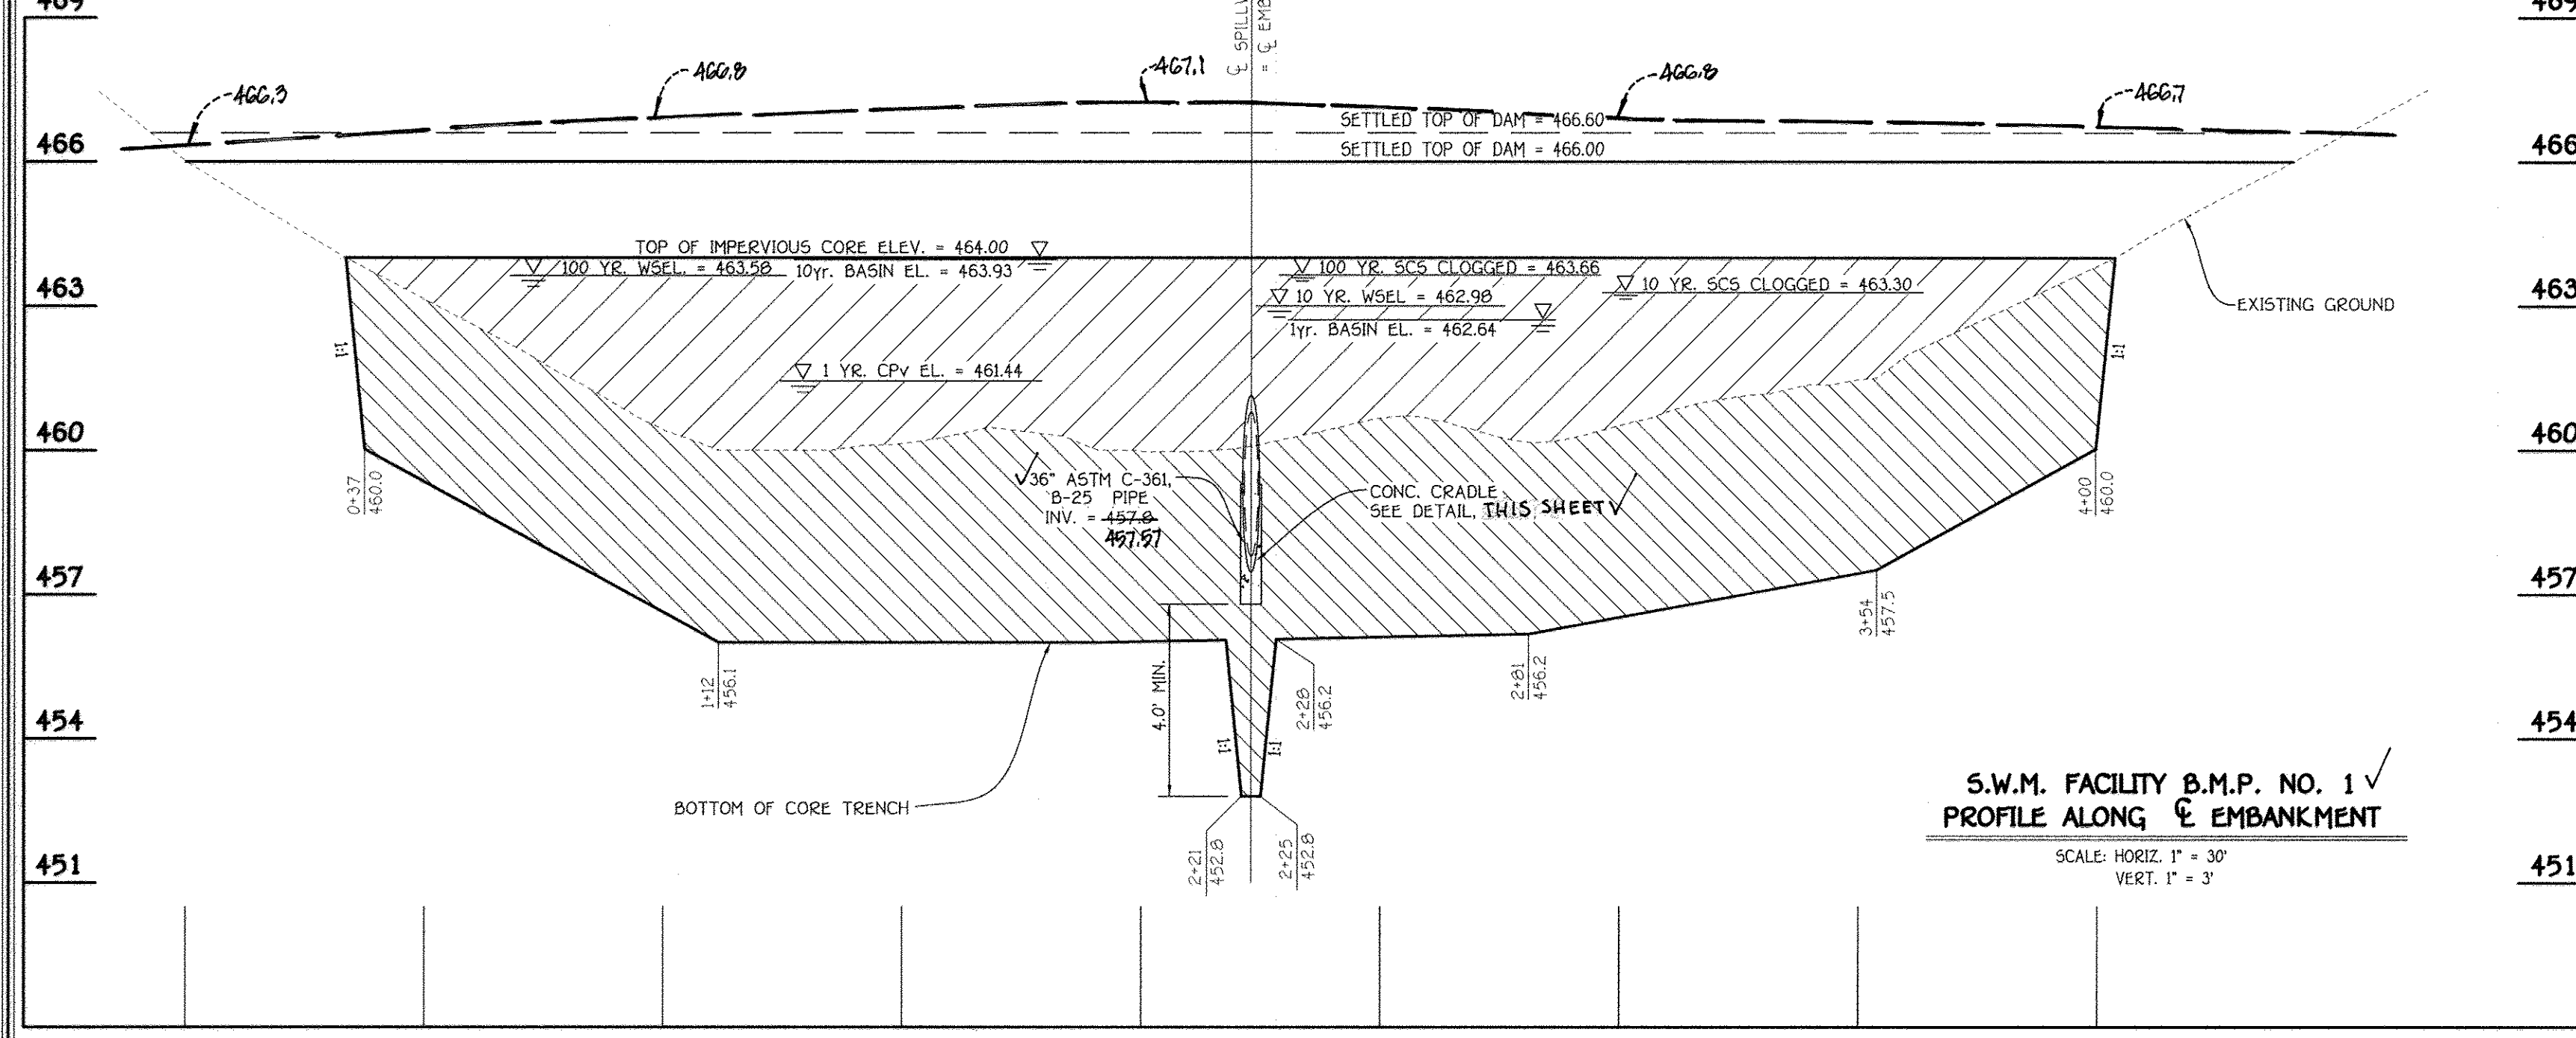 469
469
℄ SPILLW
= ℄ EMB
466.3
466.8
467.1
466.8
466.7
SETTLED TOP OF DAM = 466.60
466
SETTLED TOP OF DAM = 466.00
466
TOP OF IMPERVIOUS CORE ELEV. = 464.00
100 YR. WSEL. = 463.58
10yr. BASIN EL. = 463.93
100 YR. SCS CLOGGED = 463.66
10 YR. SCS CLOGGED = 463.30
463
10 YR. WSEL = 462.98
EXISTING GROUND
463
1yr. BASIN EL. = 462.64
1:1
1:1
1 YR. CPv EL. = 461.44
460
460
0+37
460.0
√36" ASTM C-361,
B-25 PIPE
INV. = 457.8
457.57
CONC. CRADLE
SEE DETAIL, THIS SHEET √
4+00
460.0
457
457
3+54
457.5
1+12
456.1
4.0' MIN.
2+28
456.2
2+81
456.2
454
1:1
1:1
454
BOTTOM OF CORE TRENCH
S.W.M. FACILITY B.M.P. NO. 1 √
PROFILE ALONG ℄ EMBANKMENT
SCALE: HORIZ. 1" = 30'
VERT. 1" = 3'
451
2+21
452.8
2+25
452.8
451